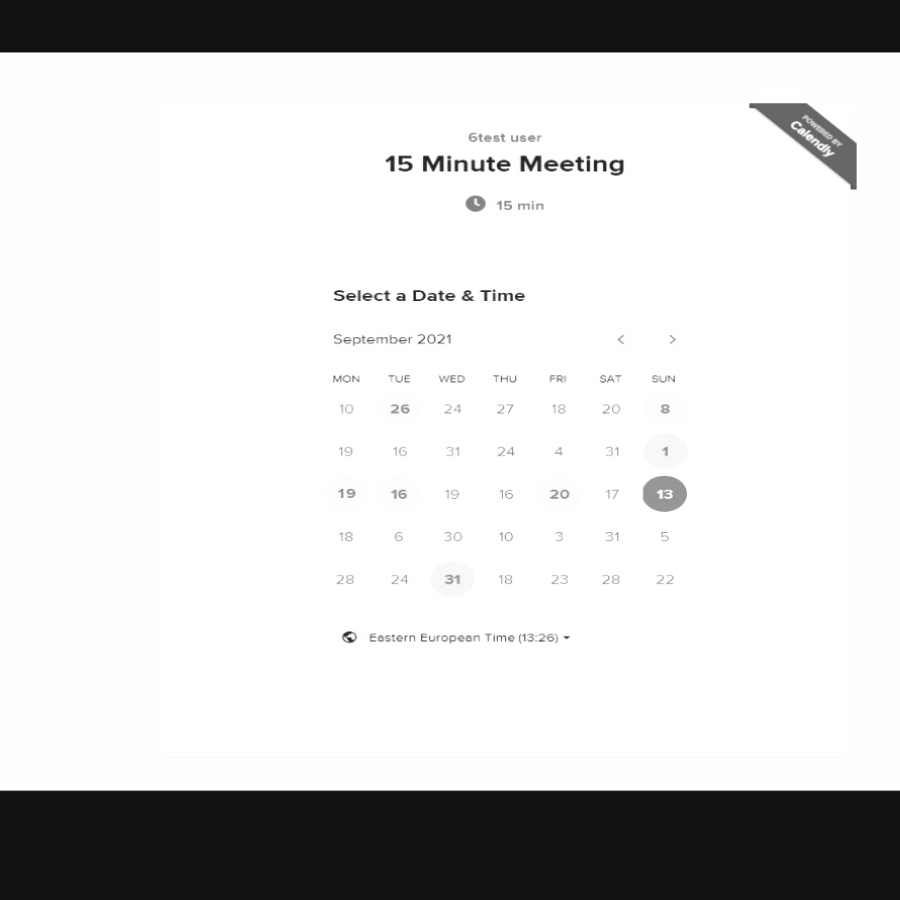 POWERED BY
Calendly
6test user
15 Minute Meeting
15 min
Select a Date & Time
September 2021
MON TUE WED THU FRI SAT SUN
10 26 24 27 18 20 8
19 16 31 24 4 31 1
19 16 19 16 20 17 13
18 6 30 10 3 31 5
28 24 31 18 23 28 22
Eastern European Time (13:26)